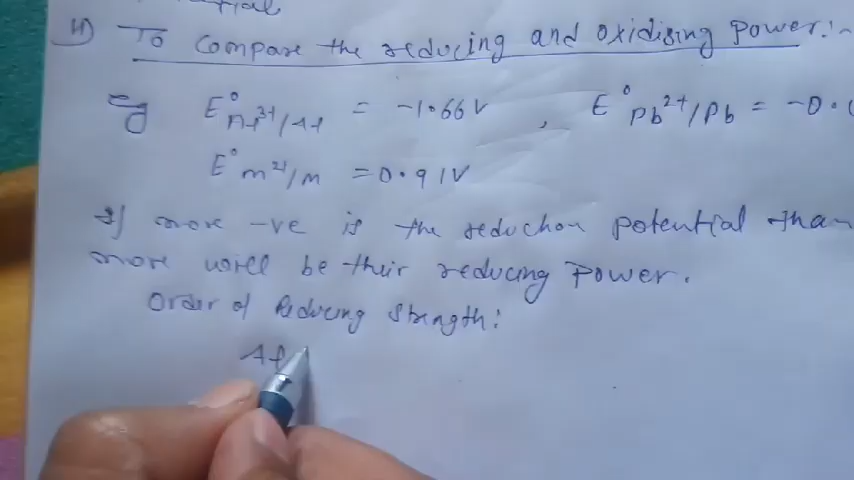 ii) To compare the reducing and oxidising power:-
eg E° Al3+/Al = -1.66V , E° Pb2+/Pb = -0.
E° m2+/m = 0.91V
If more -ve is the reduction potential than
more will be their reducing power.
Order of Reducing Strength:
Al